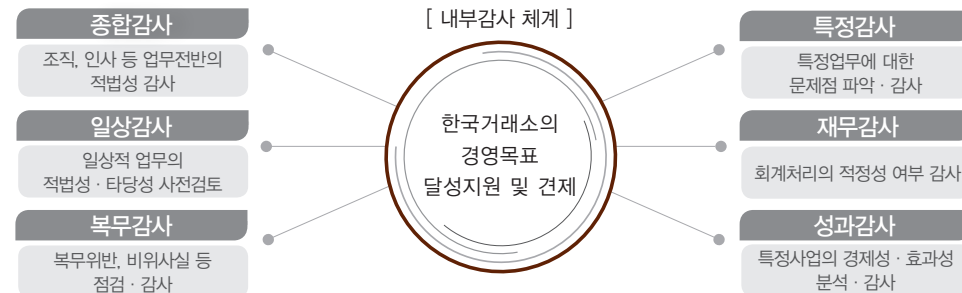 [ 내부감사 체계 ]
종합감사
조직, 인사 등 업무전반의
적법성 감사
일상감사
일상적 업무의
적법성 · 타당성 사전검토
복무감사
복무위반, 비위사실 등
점검 · 감사
한국거래소의
경영목표
달성지원 및 견제
특정감사
특정업무에 대한
문제점 파악 · 감사
재무감사
회계처리의 적정성 여부 감사
성과감사
특정사업의 경제성 · 효과성
분석 · 감사